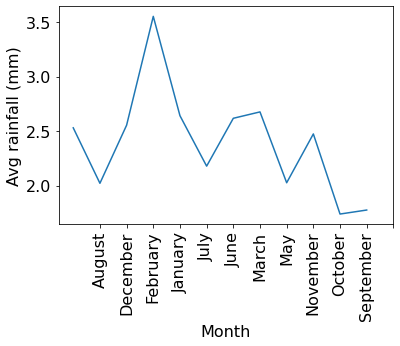 Avg rainfall (mm)
3.5
3.0
2.5
2.0
August
December
February
January
July
June
March
May
November
October
September
Month